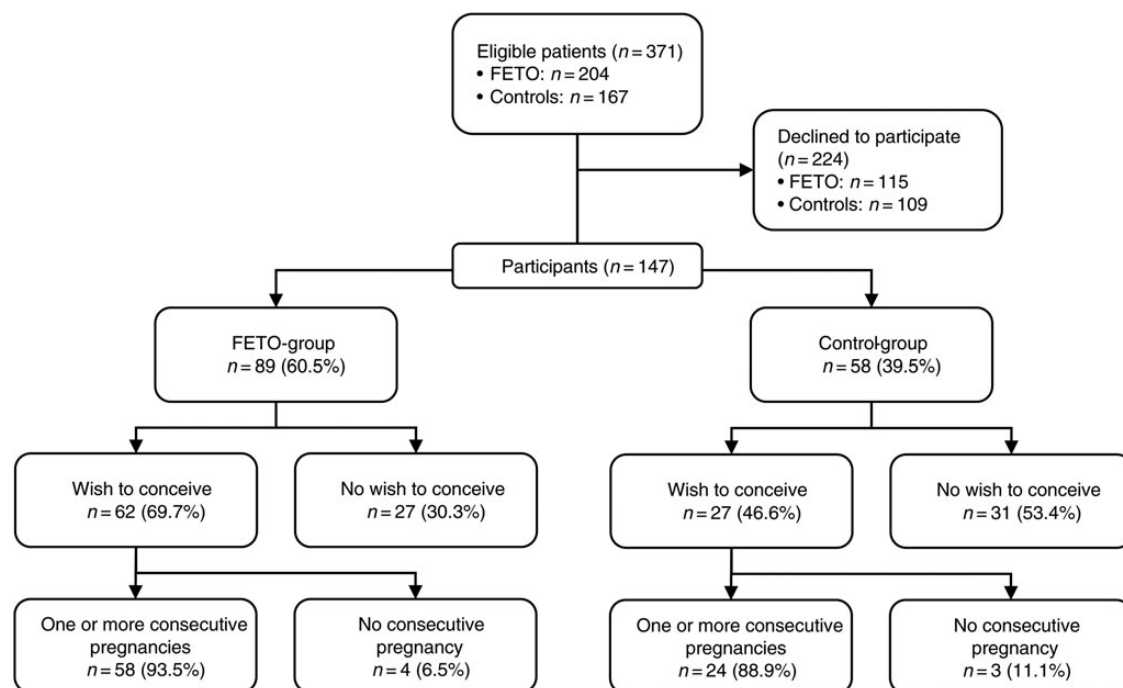 Eligible patients (n = 371)
• FETO: n = 204
• Controls: n = 167
Declined to participate
(n = 224)
• FETO: n = 115
• Controls: n = 109
Participants (n = 147)
FETO-group
n = 89 (60.5%)
Control-group
n = 58 (39.5%)
Wish to conceive
n = 62 (69.7%)
No wish to conceive
n = 27 (30.3%)
Wish to conceive
n = 27 (46.6%)
No wish to conceive
n = 31 (53.4%)
One or more consecutive
pregnancies
n = 58 (93.5%)
No consecutive
pregnancy
n = 4 (6.5%)
One or more consecutive
pregnancies
n = 24 (88.9%)
No consecutive
pregnancy
n = 3 (11.1%)